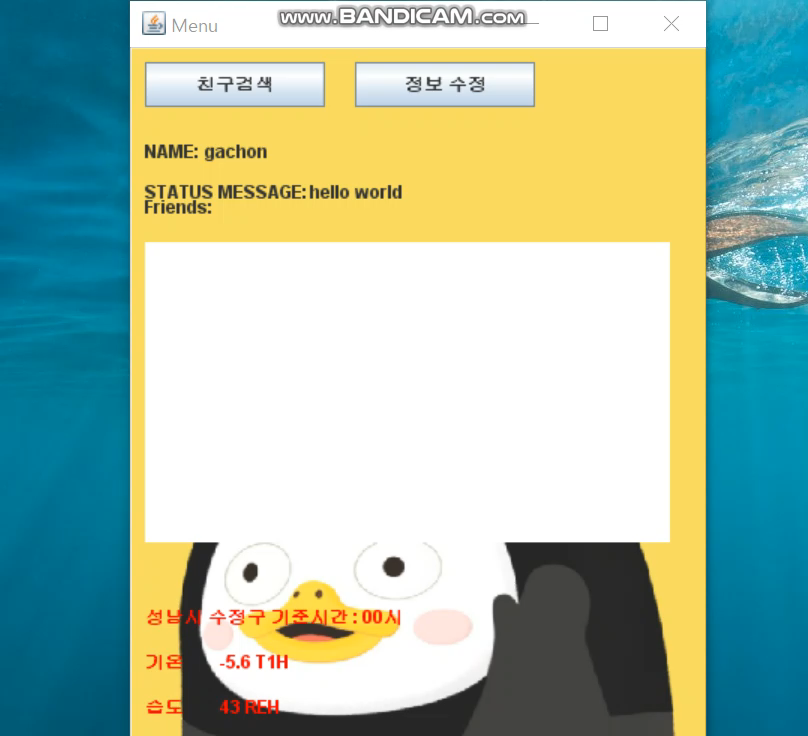 Menu
www.BANDICAM.com
친구검색
정보 수정
NAME: gachon
STATUS MESSAGE: hello world
Friends:
성남시 수정구 기준시간 : 00시
기온 -5.6 T1H
습도 43 REH